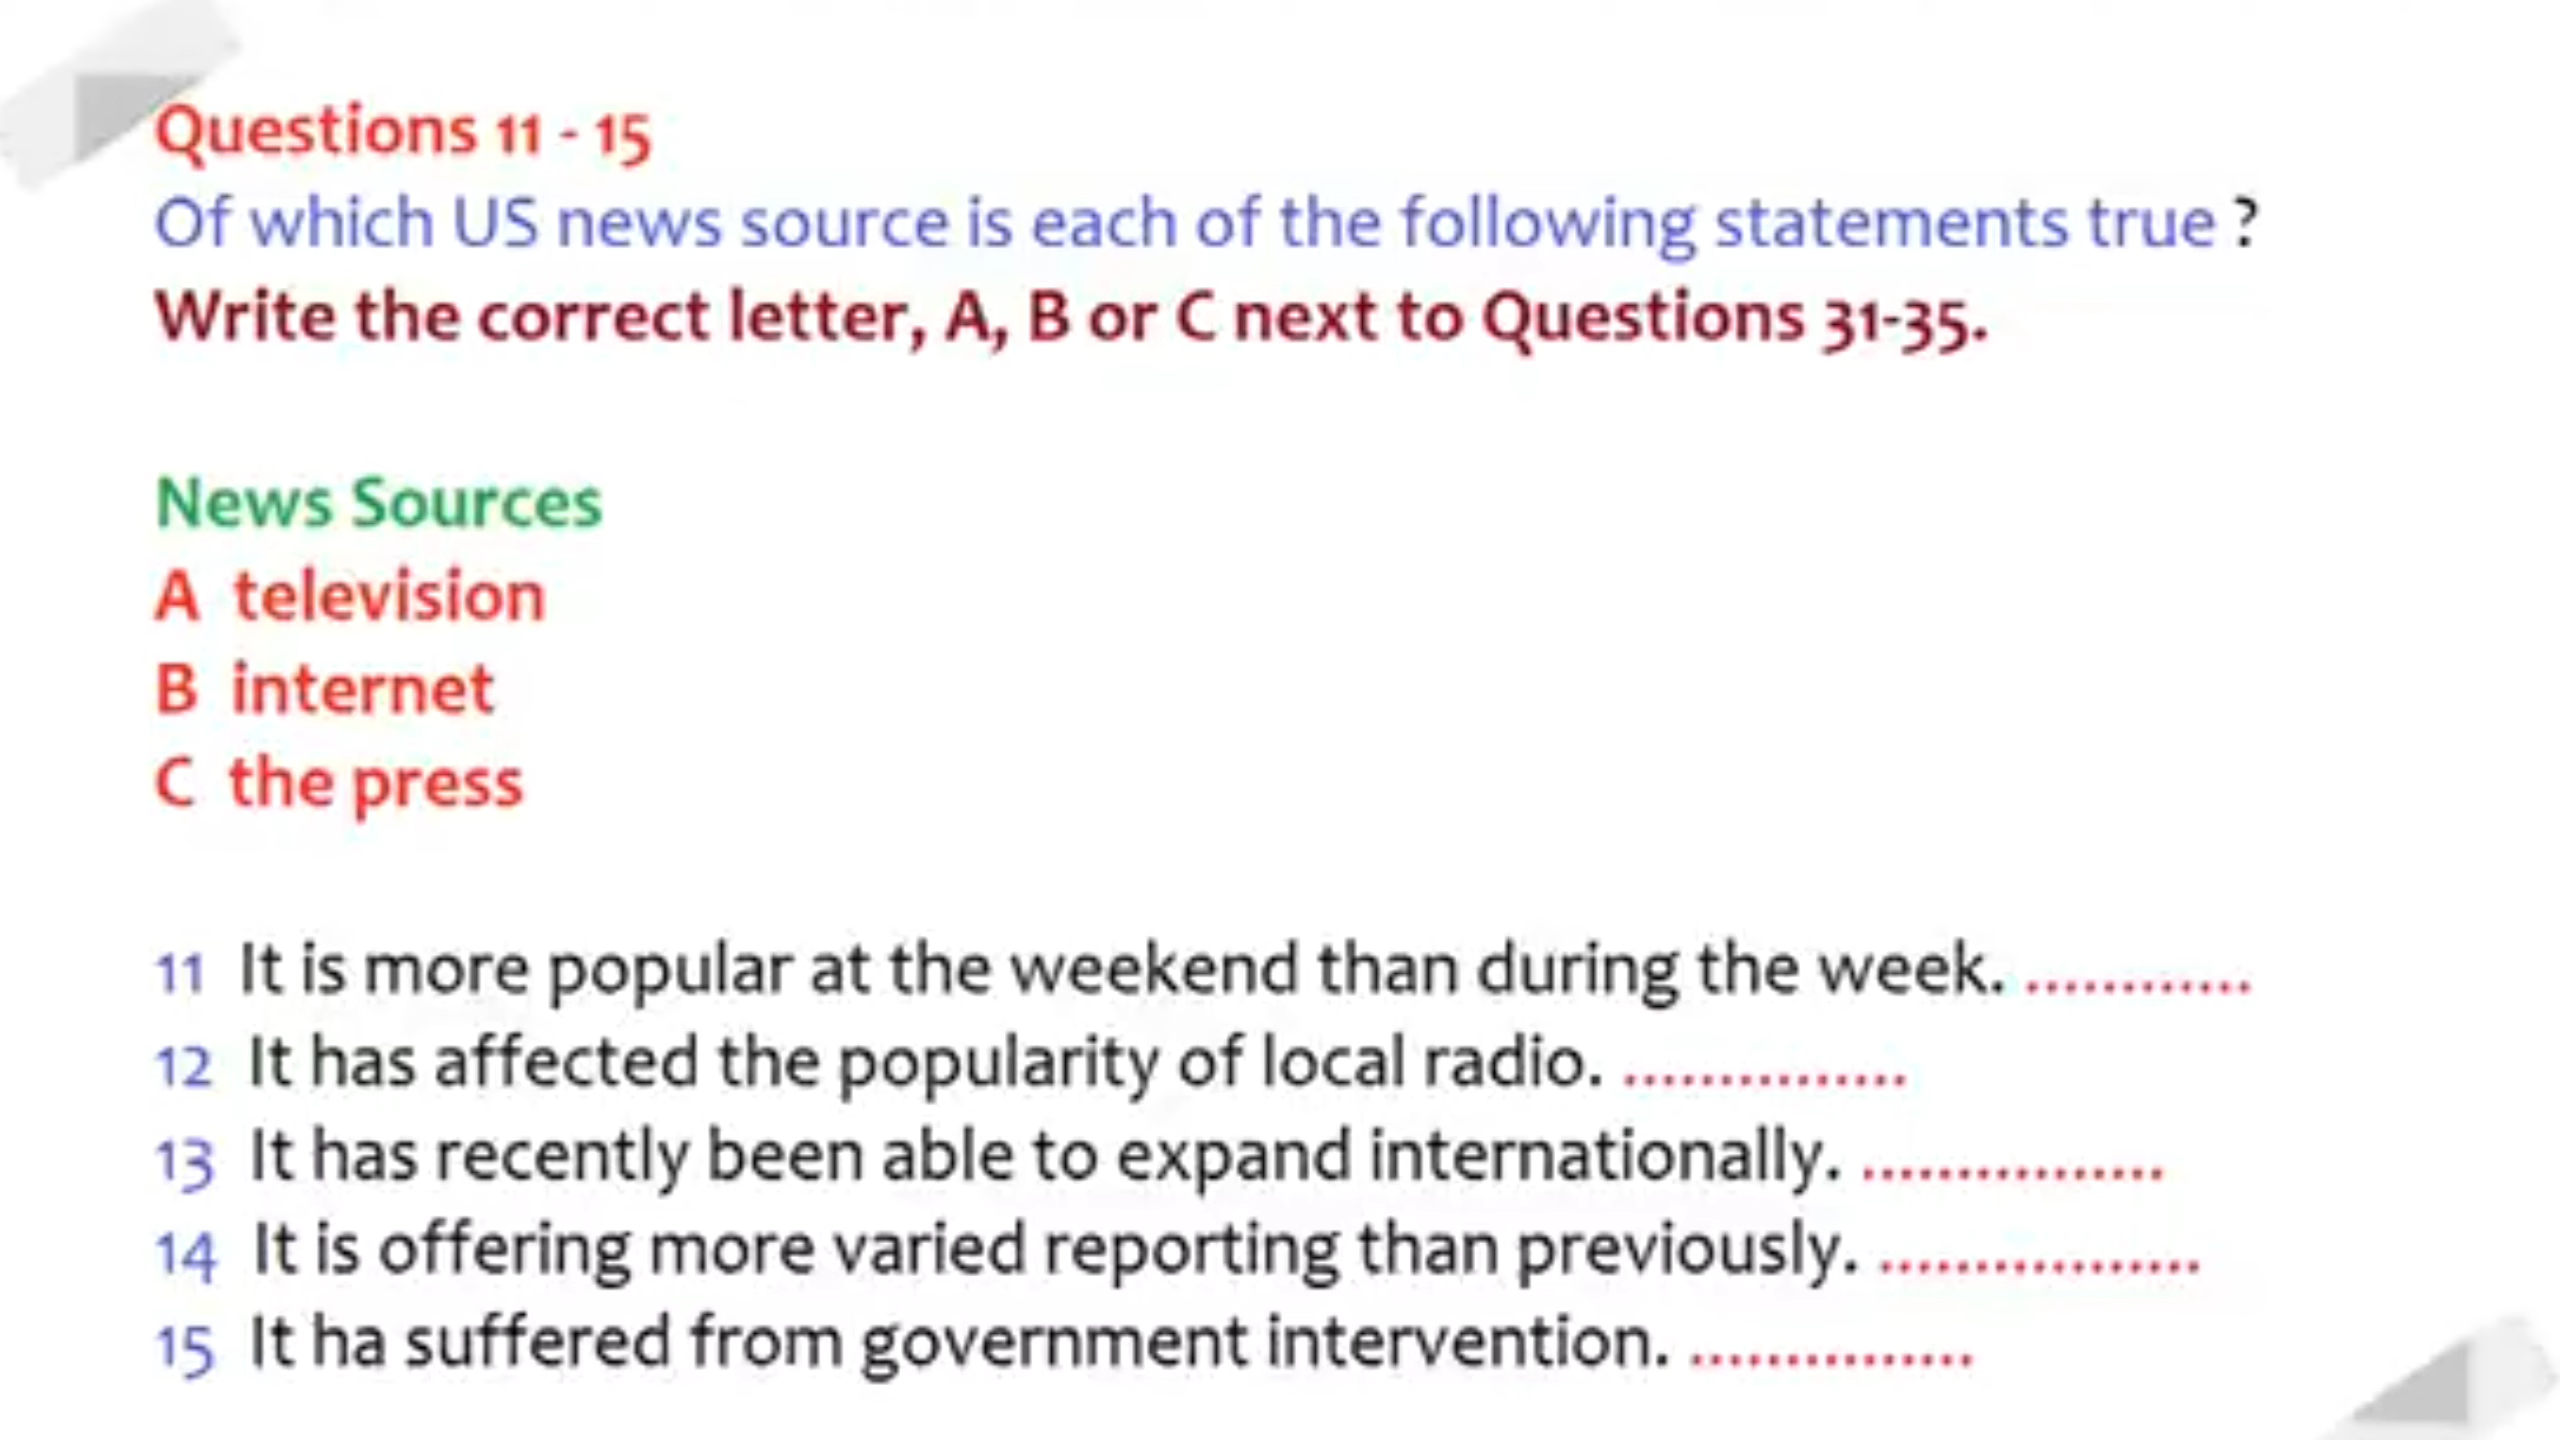 Questions 11 - 15
Of which US news source is each of the following statements true ?
Write the correct letter, A, B or C next to Questions 31-35.
News Sources
A television
B internet
C the press
11 It is more popular at the weekend than during the week. ............
12 It has affected the popularity of local radio. ...............
13 It has recently been able to expand internationally. ................
14 It is offering more varied reporting than previously. .................
15 It ha suffered from government intervention. ...............